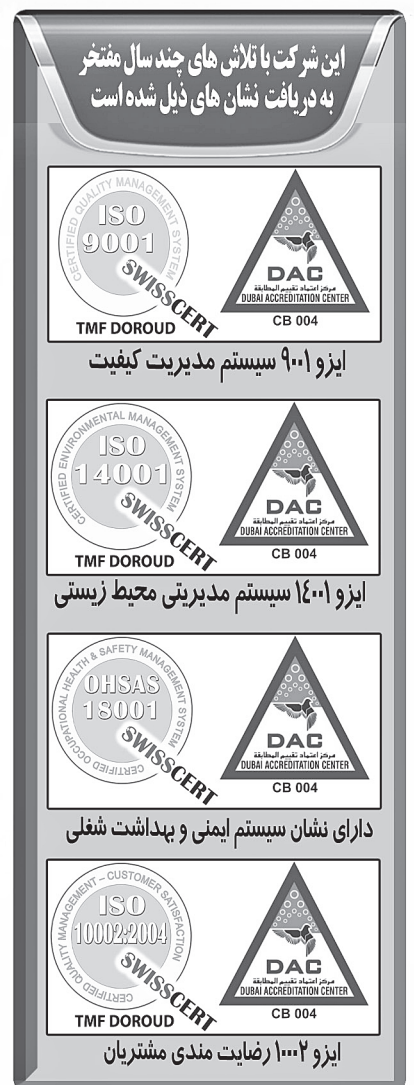 این شرکت با تلاش های چند سال مفتخر
به دریافت نشان های ذیل شده است
CERTIFIED QUALITY MANAGEMENT SYSTEM
ISO
9001
SWISSCERT
TMF DOROUD
DAC
مركز اعتماد تقييم المطابقة
DUBAI ACCREDITATION CENTER
CB 004
ایزو ۹۰۰۱ سیستم مدیریت کیفیت
CERTIFIED ENVIRONMENTAL MANAGEMENT SYSTEM
ISO
14001
SWISSCERT
TMF DOROUD
DAC
مركز اعتماد تقييم المطابقة
DUBAI ACCREDITATION CENTER
CB 004
ایزو ۱٤۰۰۱ سیستم مدیریتی محیط زیستی
CERTIFIED OCCUPATIONAL HEALTH & SAFETY MANAGEMENT SYSTEM
OHSAS
18001
SWISSCERT
DAC
مركز اعتماد تقييم المطابقة
DUBAI ACCREDITATION CENTER
CB 004
دارای نشان سیستم ایمنی و بهداشت شغلی
CERTIFIED QUALITY MANAGEMENT – CUSTOMER SATISFACTION
ISO
10002:2004
SWISSCERT
TMF DOROUD
DAC
مركز اعتماد تقييم المطابقة
DUBAI ACCREDITATION CENTER
CB 004
ایزو ۱۰۰۰۲ رضایت مندی مشتریان